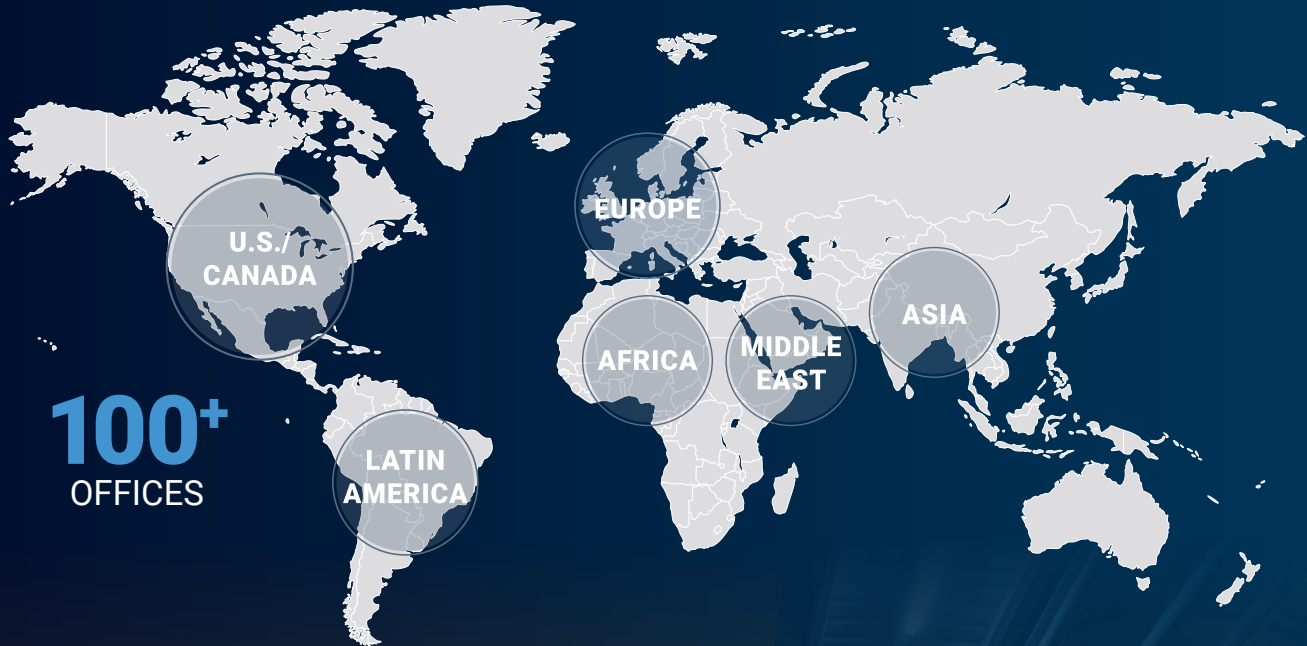 EUROPE
U.S./
CANADA
ASIA
AFRICA
MIDDLE
EAST
100+
OFFICES
LATIN
AMERICA